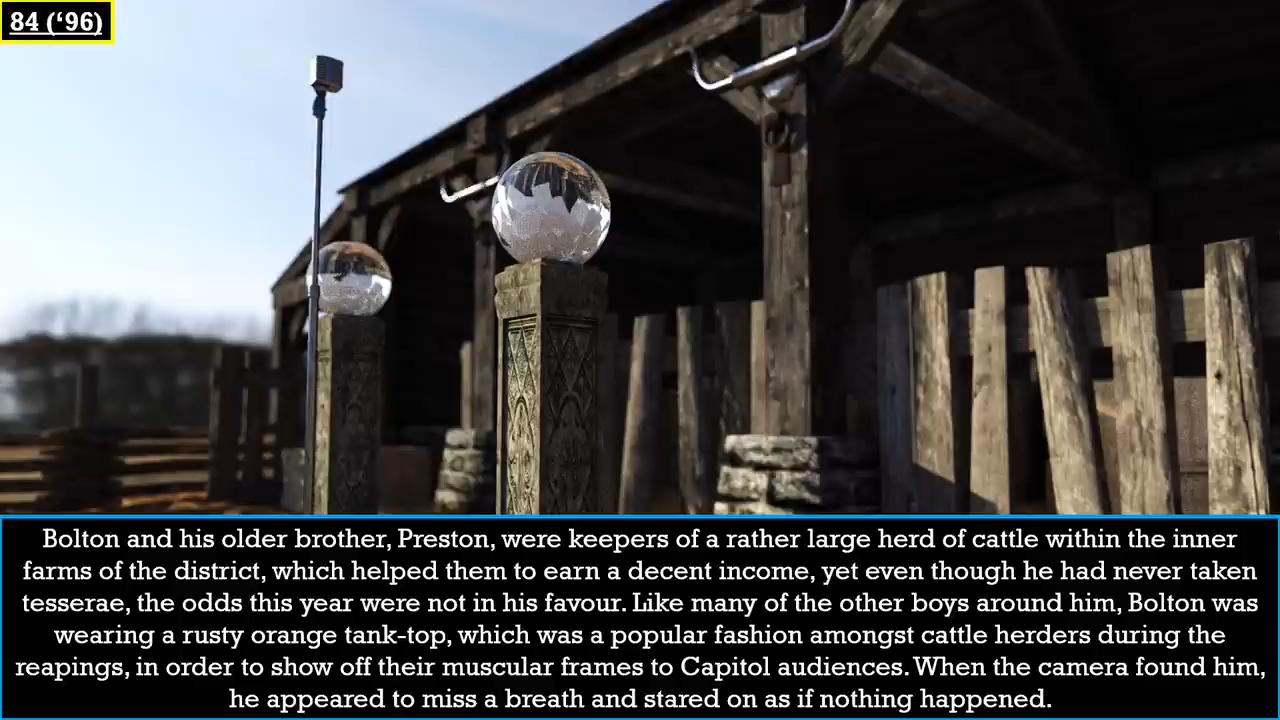 84 (‘96)
Bolton and his older brother, Preston, were keepers of a rather large herd of cattle within the inner
farms of the district, which helped them to earn a decent income, yet even though he had never taken
tesserae, the odds this year were not in his favour. Like many of the other boys around him, Bolton was
wearing a rusty orange tank-top, which was a popular fashion amongst cattle herders during the
reapings, in order to show off their muscular frames to Capitol audiences. When the camera found him,
he appeared to miss a breath and stared on as if nothing happened.